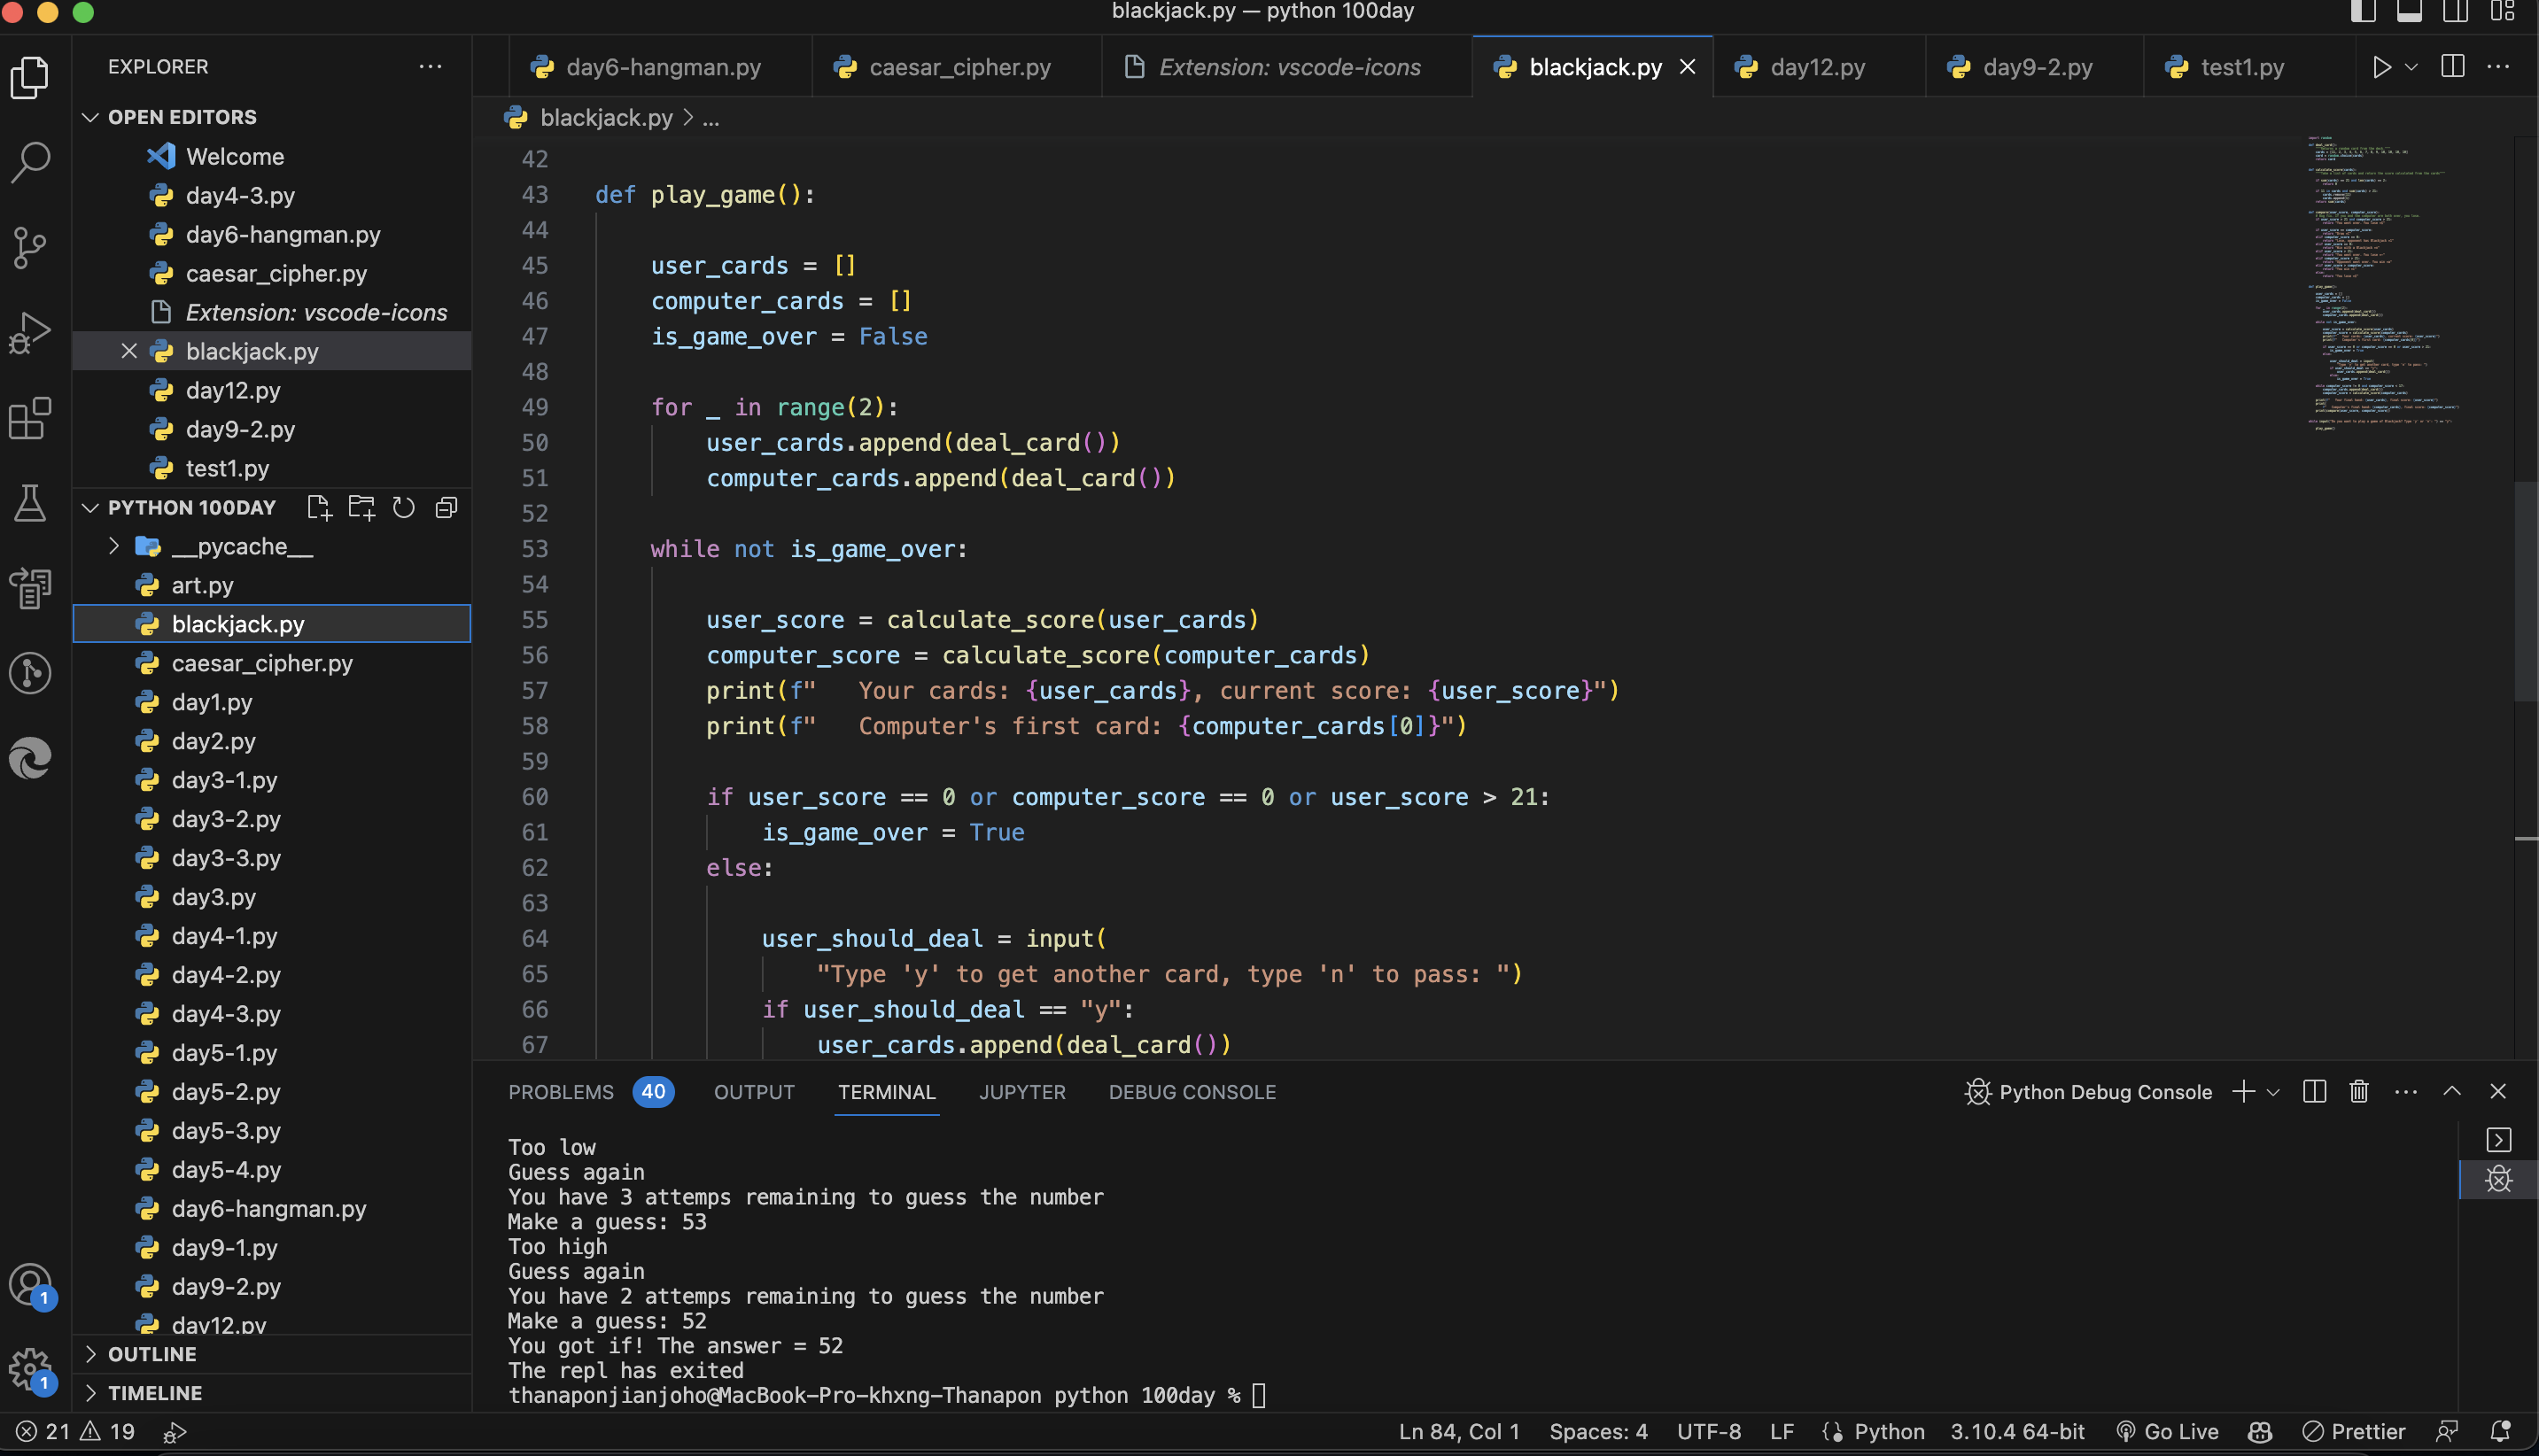 blackjack.py — python 100day
EXPLORER
OPEN EDITORS
Welcome
day4-3.py
day6-hangman.py
caesar_cipher.py
Extension: vscode-icons
blackjack.py
day12.py
day9-2.py
test1.py
PYTHON 100DAY
__pycache__
art.py
blackjack.py
caesar_cipher.py
day1.py
day2.py
day3-1.py
day3-2.py
day3-3.py
day3.py
day4-1.py
day4-2.py
day4-3.py
day5-1.py
day5-2.py
day5-3.py
day5-4.py
day6-hangman.py
day9-1.py
day9-2.py
day12.py
OUTLINE
TIMELINE
1
1
day6-hangman.py caesar_cipher.py Extension: vscode-icons blackjack.py day12.py day9-2.py test1.py
blackjack.py > ...
42
43 def play_game():
44
45 user_cards = []
46 computer_cards = []
47 is_game_over = False
48
49 for _ in range(2):
50 user_cards.append(deal_card())
51 computer_cards.append(deal_card())
52
53 while not is_game_over:
54
55 user_score = calculate_score(user_cards)
56 computer_score = calculate_score(computer_cards)
57 print(f"   Your cards: {user_cards}, current score: {user_score}")
58 print(f"   Computer's first card: {computer_cards[0]}")
59
60 if user_score == 0 or computer_score == 0 or user_score > 21:
61 is_game_over = True
62 else:
63
64 user_should_deal = input(
65 "Type 'y' to get another card, type 'n' to pass: ")
66 if user_should_deal == "y":
67 user_cards.append(deal_card())
PROBLEMS 40 OUTPUT TERMINAL JUPYTER DEBUG CONSOLE
Python Debug Console
Too low
Guess again
You have 3 attemps remaining to guess the number
Make a guess: 53
Too high
Guess again
You have 2 attemps remaining to guess the number
Make a guess: 52
You got if! The answer = 52
The repl has exited
thanaponjianjoho@MacBook-Pro-khxng-Thanapon python 100day %
21 19
Ln 84, Col 1 Spaces: 4 UTF-8 LF Python 3.10.4 64-bit Go Live Prettier